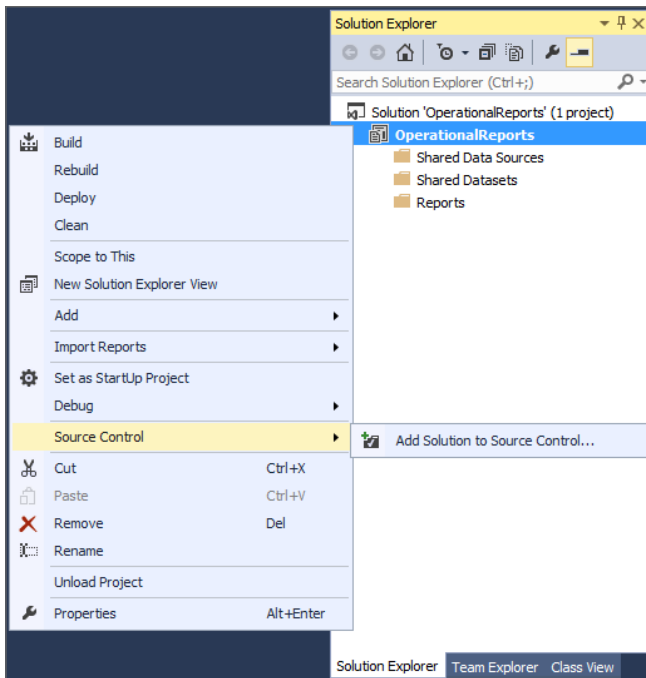 Solution Explorer
Search Solution Explorer (Ctrl+;)
Solution 'OperationalReports' (1 project)
OperationalReports
Shared Data Sources
Shared Datasets
Reports
Build
Rebuild
Deploy
Clean
Scope to This
New Solution Explorer View
Add
Import Reports
Set as StartUp Project
Debug
Source Control
Add Solution to Source Control...
Cut Ctrl+X
Paste Ctrl+V
Remove Del
Rename
Unload Project
Properties Alt+Enter
Solution Explorer Team Explorer Class View